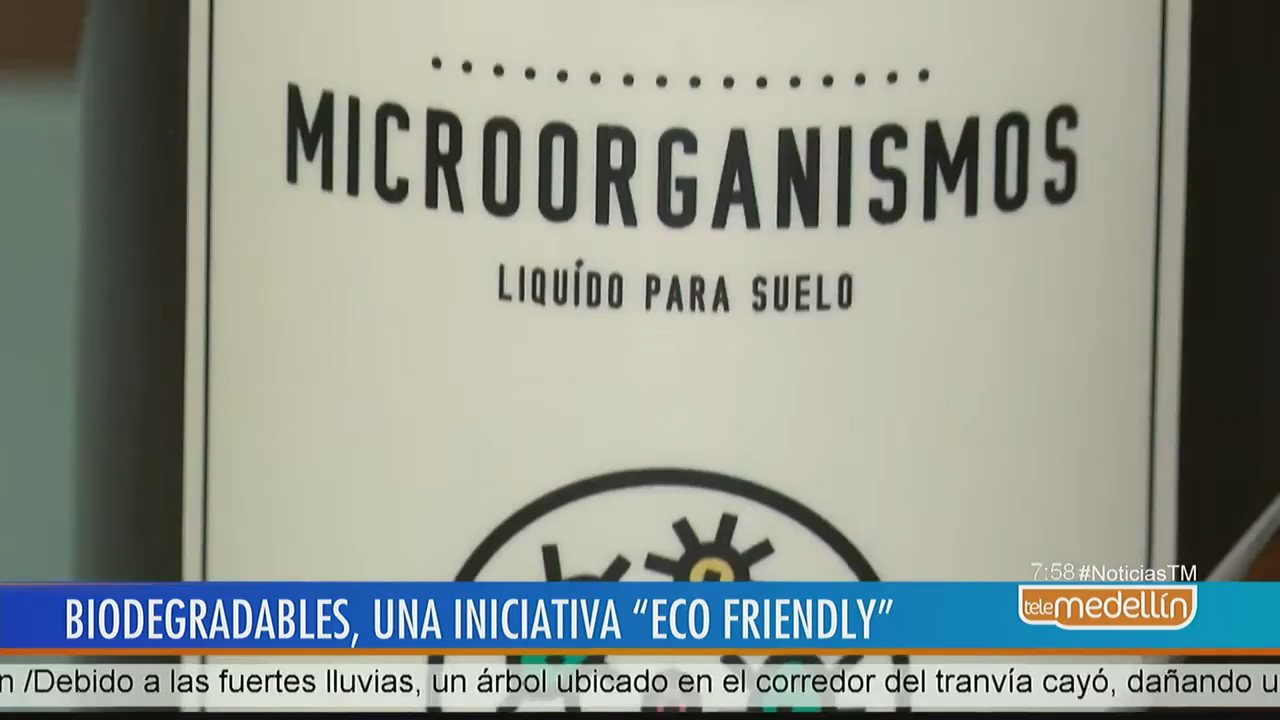 MICROORGANISMOS
LIQUÍDO PARA SUELO
7:58 #NoticiasTM
BIODEGRADABLES, UNA INICIATIVA “ECO FRIENDLY”
telemedellín
/Debido a las fuertes lluvias, un árbol ubicado en el corredor del tranvía cayó, dañando